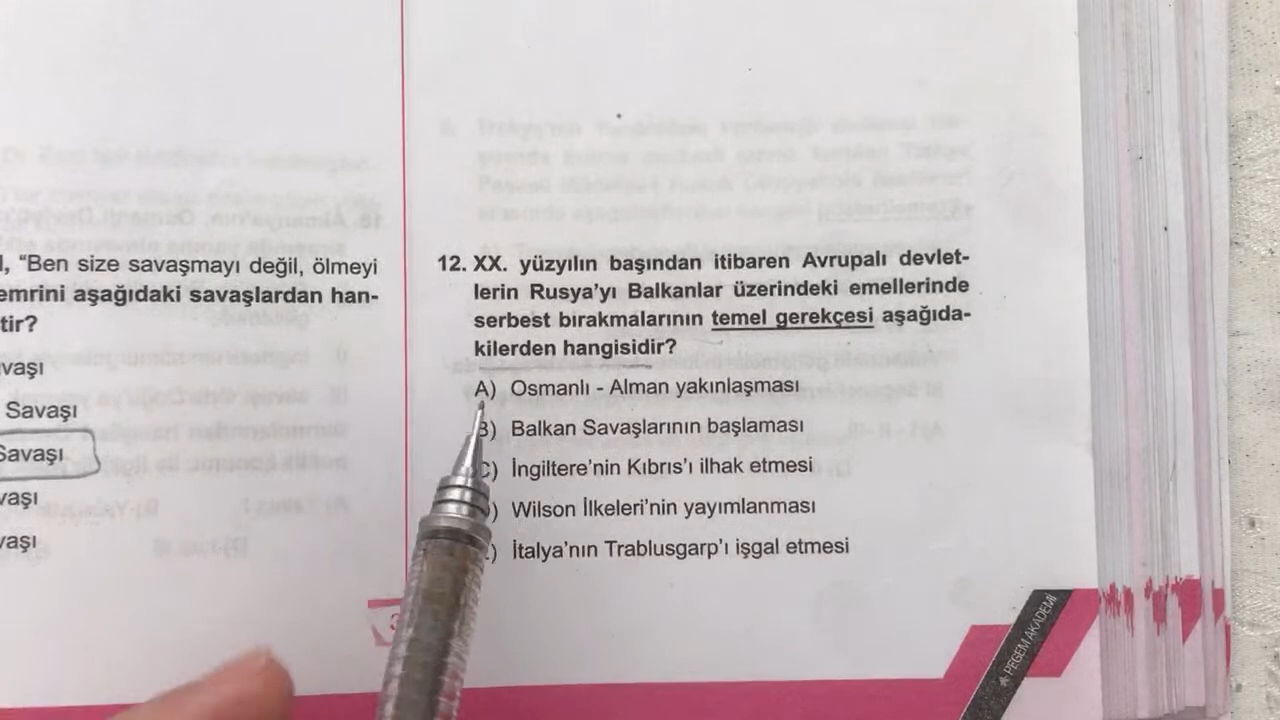 ı, “Ben size savaşmayı değil, ölmeyi
emrini aşağıdaki savaşlardan han-
tir?
vaşı
Savaşı
Savaşı
vaşı
vaşı
12. XX. yüzyılın başından itibaren Avrupalı devlet-
lerin Rusya’yı Balkanlar üzerindeki emellerinde
serbest bırakmalarının temel gerekçesi aşağıda-
kilerden hangisidir?
A) Osmanlı - Alman yakınlaşması
B) Balkan Savaşlarının başlaması
C) İngiltere’nin Kıbrıs’ı ilhak etmesi
) Wilson İlkeleri’nin yayımlanması
) İtalya’nın Trablusgarp’ı işgal etmesi
3
PEGEM AKADEMİ